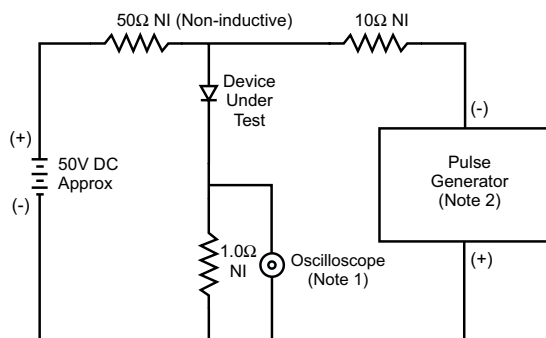 50Ω NI (Non-inductive)
10Ω NI
Device
Under
Test
(-)
(+)
50V DC
Approx
(-)
Pulse
Generator
(Note 2)
1.0Ω
NI
Oscilloscope
(Note 1)
(+)